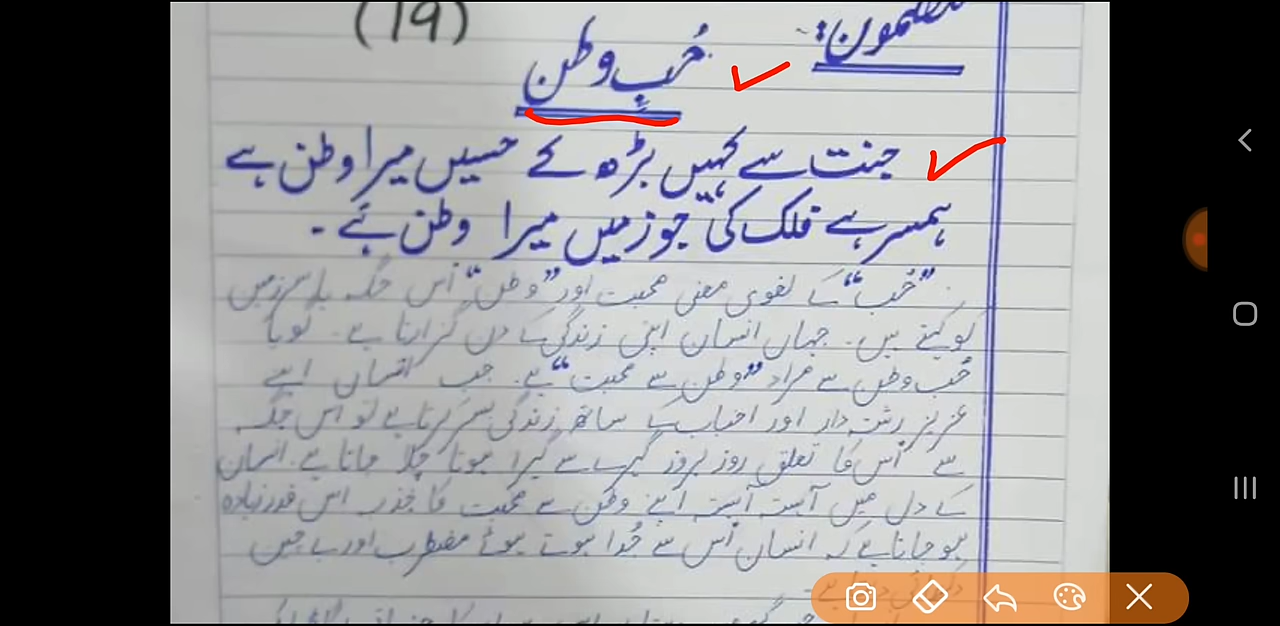 (19)
مضمون:
حُبِ وطن
جنت سے کہیں بڑھ کے حسیں میرا وطن ہے
ہمسر ہے فلک کی جو زمیں میرا وطن ہے۔
"حُب" کے لغوی معنی محبت اور "وطن" اُس جگہ یا سرزمین
کو کہتے ہیں۔ جہاں انسان اپنی زندگی کے دن گزارتا ہے۔ گویا
حُب وطن سے مراد "وطن سے محبت" ہے۔ جب انسان اپنے
عزیز رشتہ دار اور احباب کے ساتھ زندگی بسر کرتا ہے تو اس جگہ
سے اُس کا تعلق روز بروز گہرے سے گہرا ہوتا چلا جاتا ہے۔ انسان
کے دل میں آہستہ آہستہ اپنے وطن سے محبت کا جذبہ اس قدر زیادہ
ہو جاتا ہے کہ انسان اُس سے جُدا ہوتے ہوئے مضطرب اور بے چین